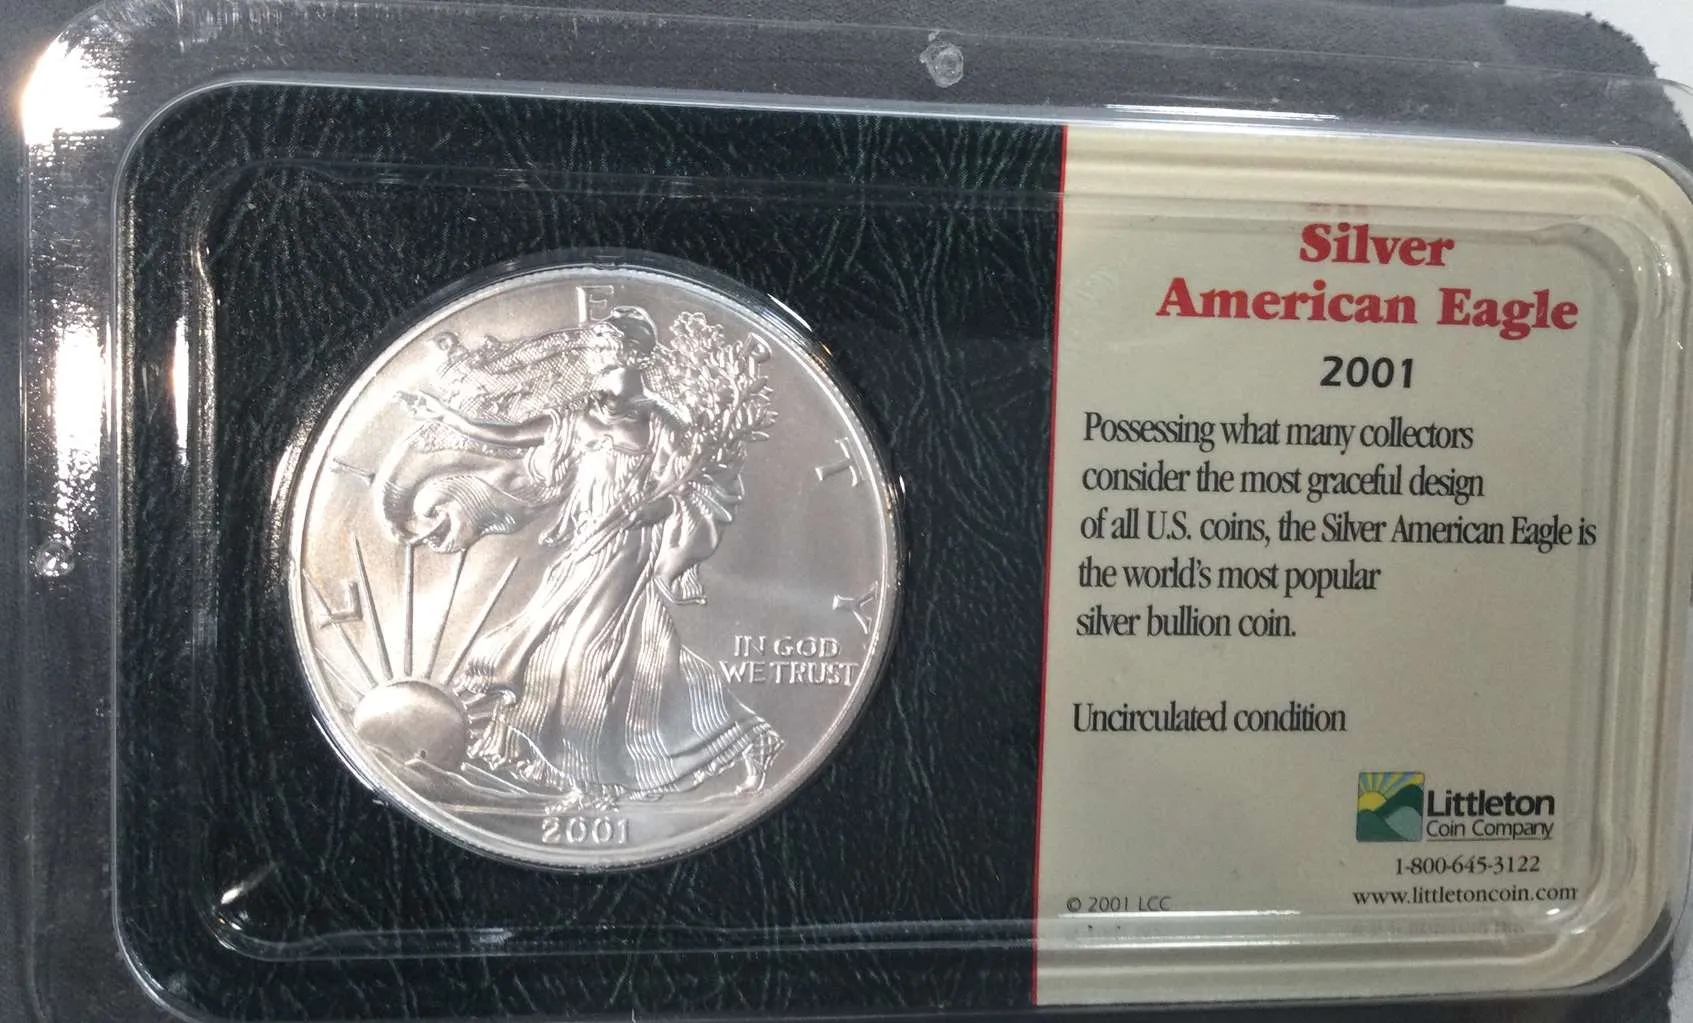 LIBERTY
IN GOD
WE TRUST
2001
Silver
American Eagle
2001
Possessing what many collectors
consider the most graceful design
of all U.S. coins, the Silver American Eagle is
the world's most popular
silver bullion coin.
Uncirculated condition
Littleton
Coin Company
1-800-645-3122
www.littletoncoin.com
© 2001 LCC